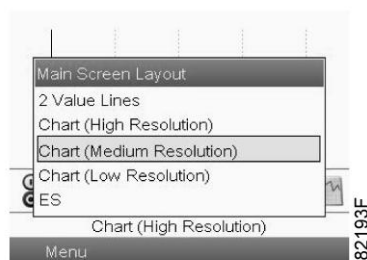 Main Screen Layout
2 Value Lines
Chart (High Resolution)
Chart (Medium Resolution)
Chart (Low Resolution)
ES
Chart (High Resolution)
Menu
82193F